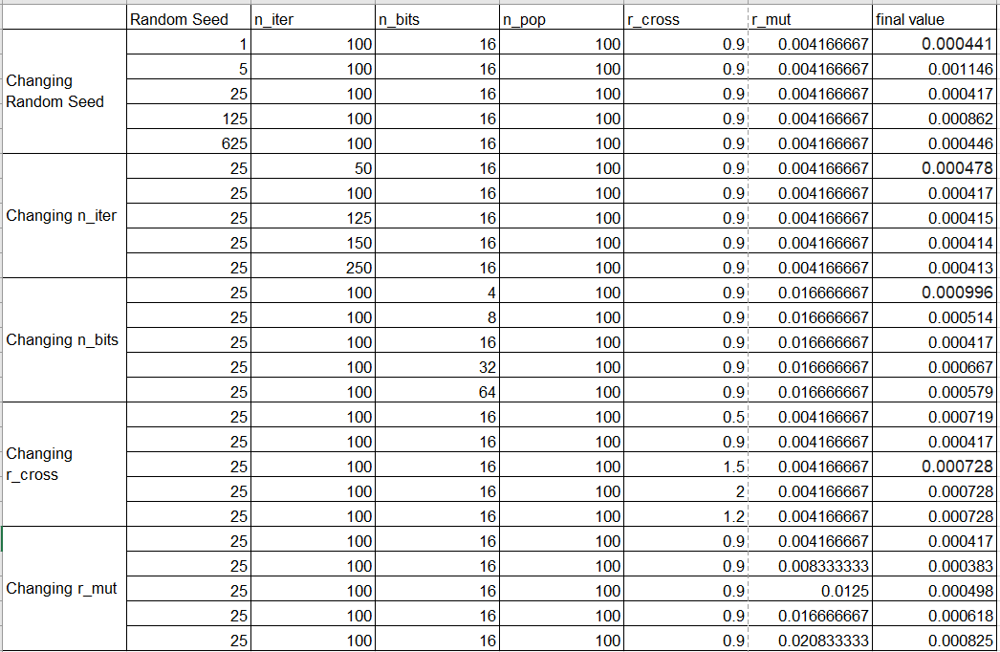 Random Seed n_iter n_bits n_pop r_cross r_mut final value
Changing Random Seed
1 100 16 100 0.9 0.004166667 0.000441
5 100 16 100 0.9 0.004166667 0.001146
25 100 16 100 0.9 0.004166667 0.000417
125 100 16 100 0.9 0.004166667 0.000862
625 100 16 100 0.9 0.004166667 0.000446
Changing n_iter
25 50 16 100 0.9 0.004166667 0.000478
25 100 16 100 0.9 0.004166667 0.000417
25 125 16 100 0.9 0.004166667 0.000415
25 150 16 100 0.9 0.004166667 0.000414
25 250 16 100 0.9 0.004166667 0.000413
Changing n_bits
25 100 4 100 0.9 0.016666667 0.000996
25 100 8 100 0.9 0.016666667 0.000514
25 100 16 100 0.9 0.016666667 0.000417
25 100 32 100 0.9 0.016666667 0.000667
25 100 64 100 0.9 0.016666667 0.000579
Changing r_cross
25 100 16 100 0.5 0.004166667 0.000719
25 100 16 100 0.9 0.004166667 0.000417
25 100 16 100 1.5 0.004166667 0.000728
25 100 16 100 2 0.004166667 0.000728
25 100 16 100 1.2 0.004166667 0.000728
Changing r_mut
25 100 16 100 0.9 0.004166667 0.000417
25 100 16 100 0.9 0.008333333 0.000383
25 100 16 100 0.9 0.0125 0.000498
25 100 16 100 0.9 0.016666667 0.000618
25 100 16 100 0.9 0.020833333 0.000825